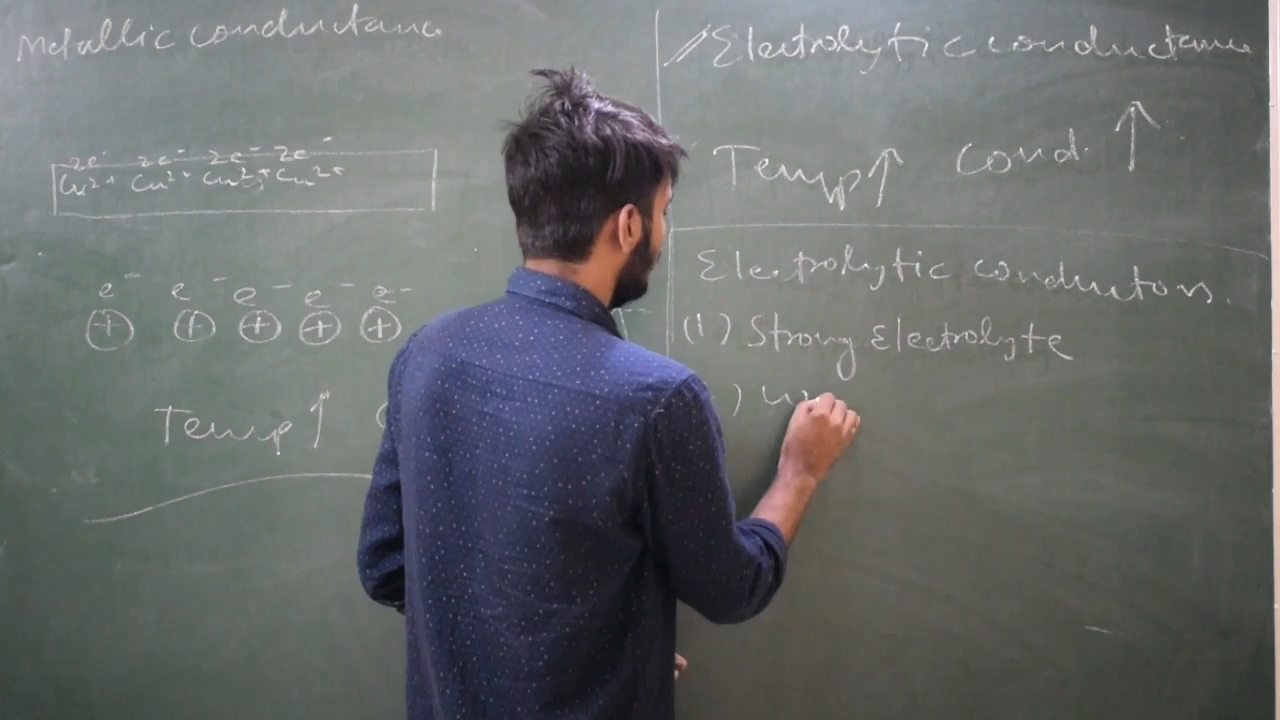 Metallic conductance
2e⁻ 2e⁻ 2e⁻ 2e⁻
Cu²⁺ Cu²⁺ Cu²⁺ Cu²⁺
e⁻ e⁻ e⁻ e⁻ e⁻
⊕ ⊕ ⊕ ⊕ ⊕
Temp ↑
Electrolytic conductance
Temp ↑ Cond. ↑
Electrolytic conductors.
(1) Strong Electrolyte
)